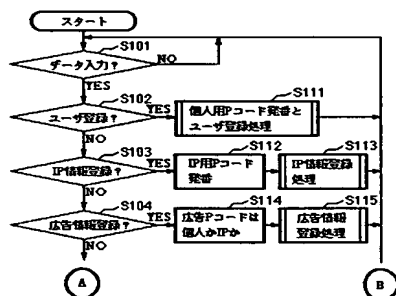 スタート
S101
データ入力?
NO
YES
S102
S111
ユーザ登録?
YES
個人用Pコード発番と
ユーザ登録処理
NO
S103
S112
S113
IP情報登録?
YES
IP用Pコード
発番
IP情報登録
処理
NO
S104
S114
S115
広告情報登録?
YES
広告Pコードは
個人かIPか
広告情報
登録処理
NO
A
B